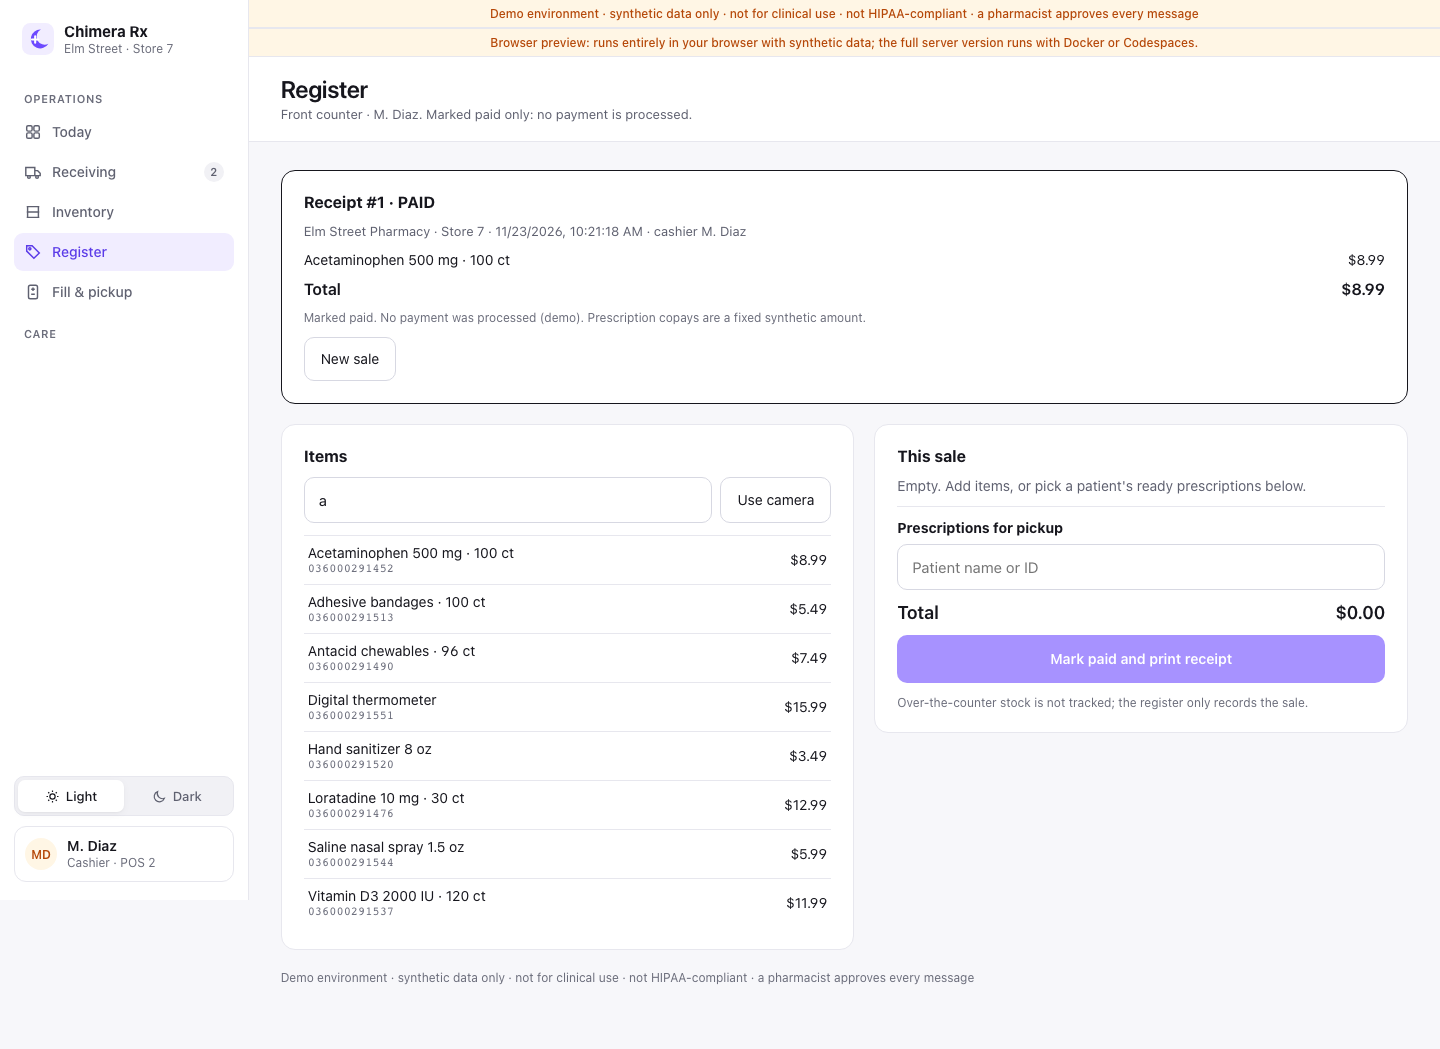 Chimera Rx
Elm Street · Store 7
OPERATIONS
Today
Receiving 2
Inventory
Register
Fill & pickup
CARE
Light Dark
MD
M. Diaz
Cashier · POS 2
Demo environment · synthetic data only · not for clinical use · not HIPAA-compliant · a pharmacist approves every message
Browser preview: runs entirely in your browser with synthetic data; the full server version runs with Docker or Codespaces.
Register
Front counter · M. Diaz. Marked paid only: no payment is processed.
Receipt #1 · PAID
Elm Street Pharmacy · Store 7 · 11/23/2026, 10:21:18 AM · cashier M. Diaz
Acetaminophen 500 mg · 100 ct $8.99
Total $8.99
Marked paid. No payment was processed (demo). Prescription copays are a fixed synthetic amount.
New sale
Items
a Use camera
Acetaminophen 500 mg · 100 ct $8.99
036000291452
Adhesive bandages · 100 ct $5.49
036000291513
Antacid chewables · 96 ct $7.49
036000291490
Digital thermometer $15.99
036000291551
Hand sanitizer 8 oz $3.49
036000291520
Loratadine 10 mg · 30 ct $12.99
036000291476
Saline nasal spray 1.5 oz $5.99
036000291544
Vitamin D3 2000 IU · 120 ct $11.99
036000291537
This sale
Empty. Add items, or pick a patient's ready prescriptions below.
Prescriptions for pickup
Patient name or ID
Total $0.00
Mark paid and print receipt
Over-the-counter stock is not tracked; the register only records the sale.
Demo environment · synthetic data only · not for clinical use · not HIPAA-compliant · a pharmacist approves every message